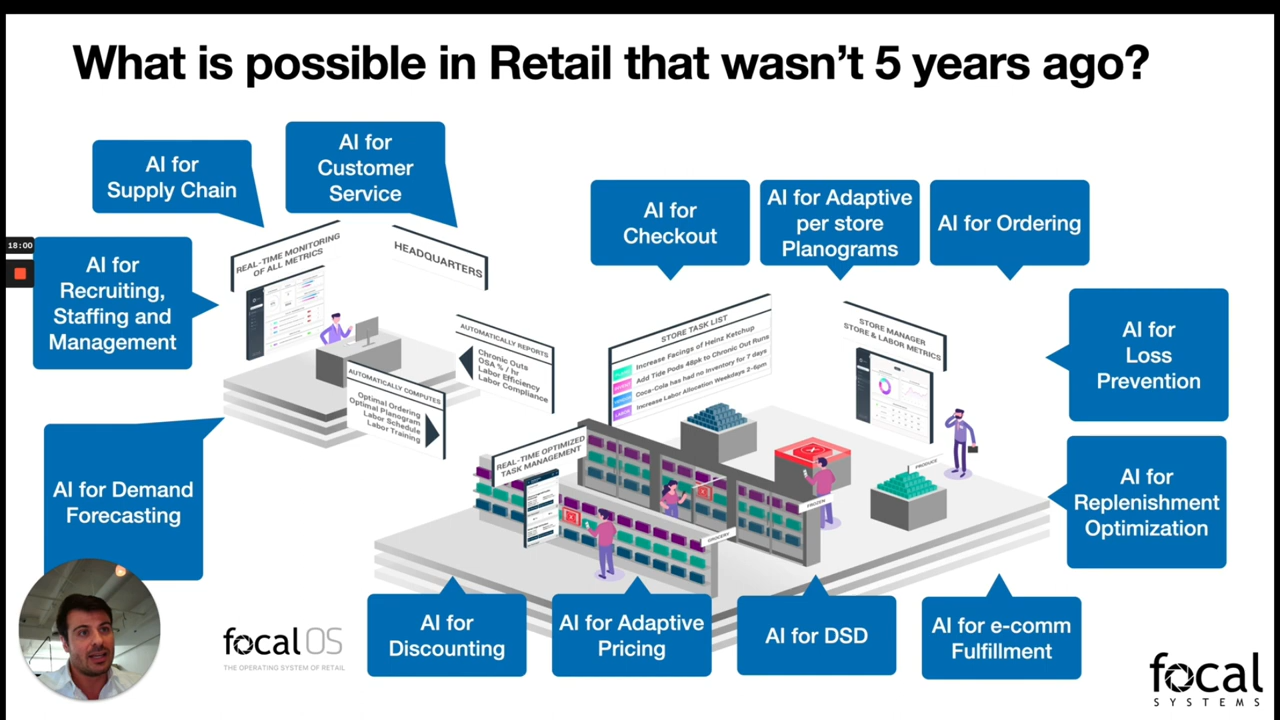 What is possible in Retail that wasn't 5 years ago?
AI for
Supply Chain
AI for
Customer
Service
AI for
Checkout
AI for Adaptive
per store
Planograms
AI for Ordering
18:00
AI for
Recruiting,
Staffing and
Management
REAL-TIME MONITORING
OF ALL METRICS
HEADQUARTERS
AUTOMATICALLY REPORTS
Chronic Outs
OSA % / hr
Labor Efficiency
Labor Compliance
AUTOMATICALLY COMPUTES
Optimal Ordering
Optimal Planogram
Labor Schedule
Labor Training
STORE TASK LIST
Increase Facings of Heinz Ketchup
Add Tide Pods 48pk to Chronic Out Runs
Coca-Cola has had no Inventory for 7 days
Increase Labor Allocation Weekdays 2-6pm
STORE MANAGER
STORE & LABOR METRICS
AI for
Loss
Prevention
REAL-TIME OPTIMIZED
TASK MANAGEMENT
PRODUCE
FROZEN
GROCERY
AI for Demand
Forecasting
AI for
Replenishment
Optimization
AI for
Discounting
AI for Adaptive
Pricing
AI for DSD
AI for e-comm
Fulfillment
focal OS
THE OPERATING SYSTEM OF RETAIL
focal
SYSTEMS